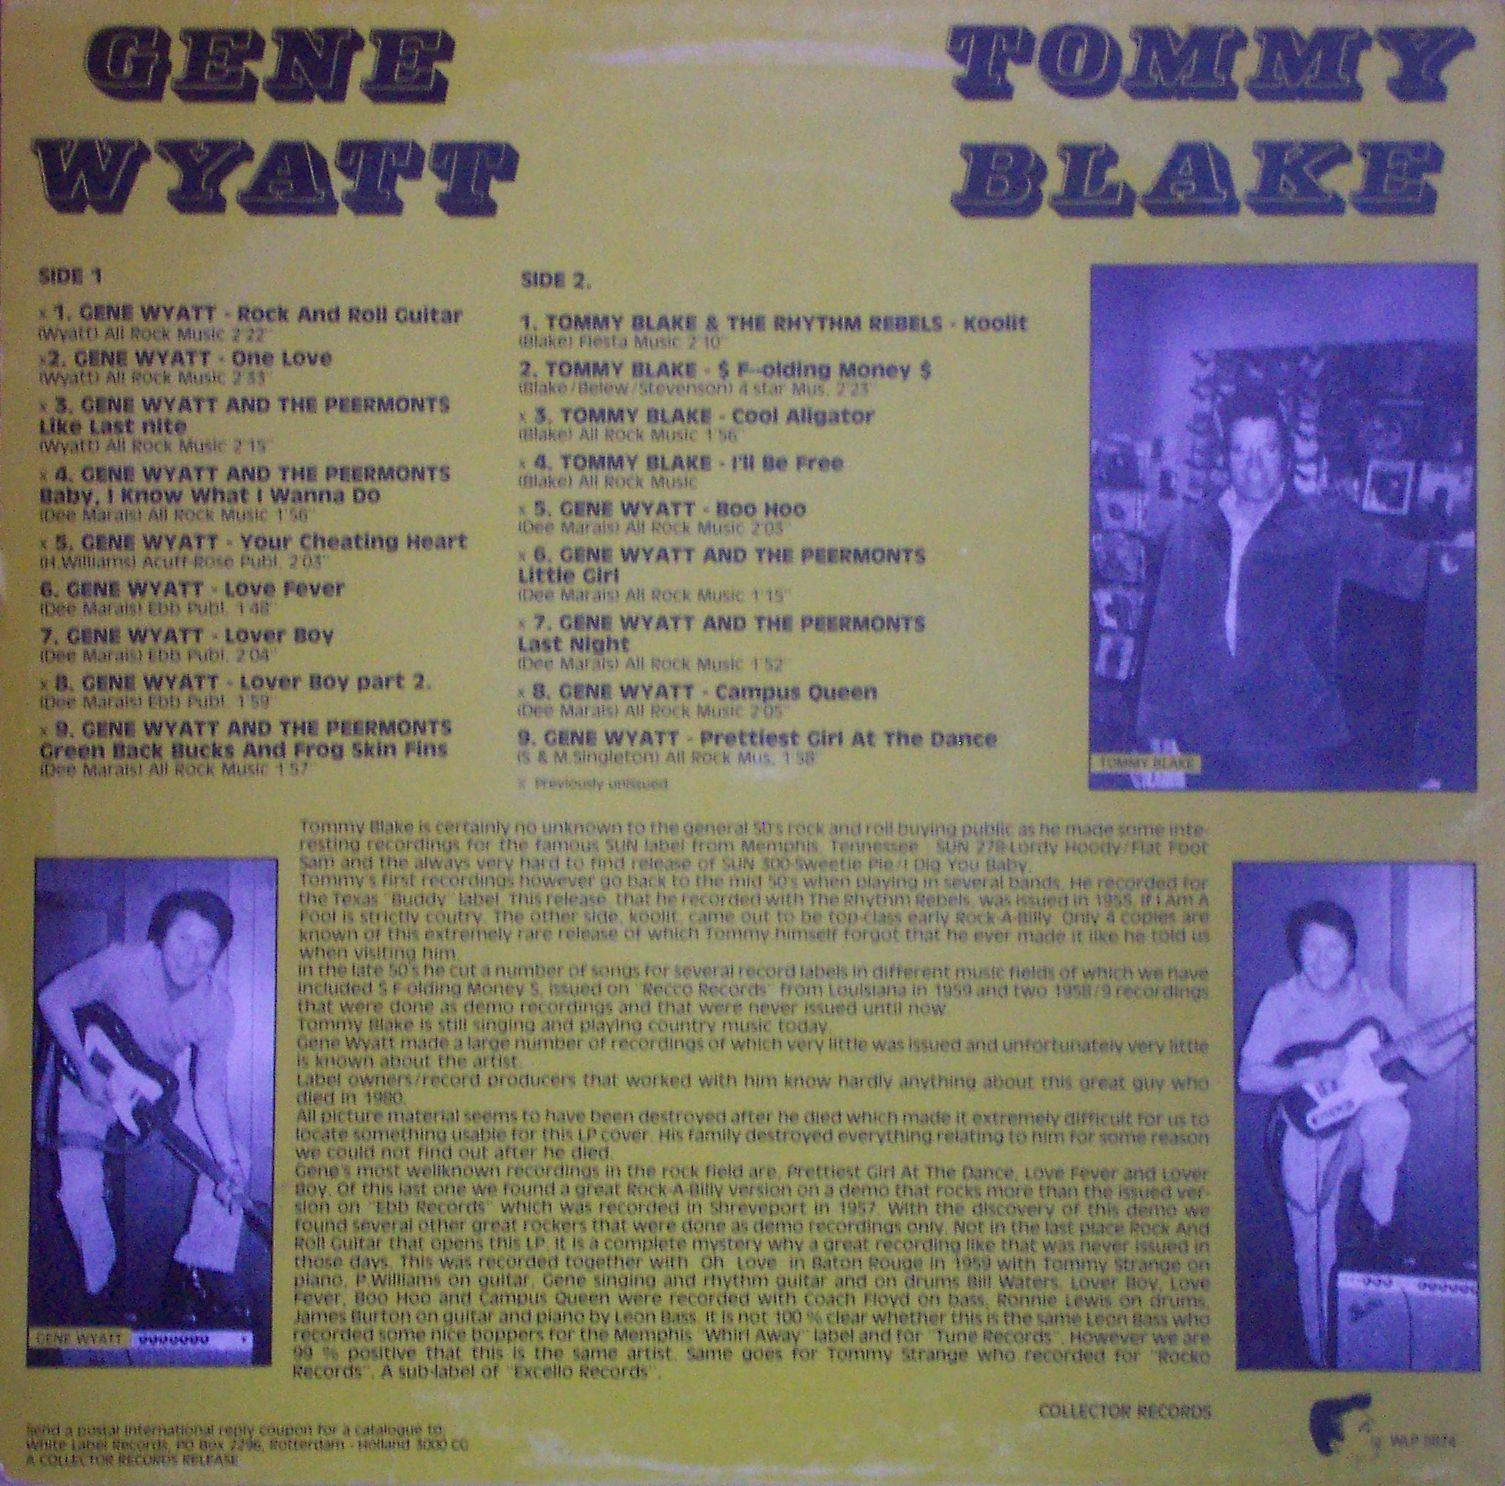 GENE
WYATT
TOMMY
BLAKE
SIDE 1
x 1. GENE WYATT - Rock And Roll Guitar
(Wyatt) All Rock Music 2'22"
x2. GENE WYATT - One Love
(Wyatt) All Rock Music 2'33"
x 3. GENE WYATT AND THE PEERMONTS
Like Last nite
(Wyatt) All Rock Music 2'15"
x 4. GENE WYATT AND THE PEERMONTS
Baby, I Know What I Wanna Do
(Dee Marais) All Rock Music 1'56"
x 5. GENE WYATT - Your Cheating Heart
(H.Williams) Acuff-Rose Publ. 2'03"
6. GENE WYATT - Love Fever
(Dee Marais) Ebb Publ. 1'48"
7. GENE WYATT - Lover Boy
(Dee Marais) Ebb Publ. 2'04"
x 8. GENE WYATT - Lover Boy part 2.
(Dee Marais) Ebb Publ. 1'59"
x 9. GENE WYATT AND THE PEERMONTS
Green Back Bucks And Frog Skin Fins
(Dee Marais) All Rock Music 1'57"
SIDE 2.
1. TOMMY BLAKE & THE RHYTHM REBELS - Koolit
(Blake) Fiesta Music 2'10"
2. TOMMY BLAKE - $ F--olding Money $
(Blake/Belew/Stevenson) 4 star Mus. 2'23"
x 3. TOMMY BLAKE - Cool Aligator
(Blake) All Rock Music 1'56"
x 4. TOMMY BLAKE - I'll Be Free
(Blake) All Rock Music
x 5. GENE WYATT - Boo Hoo
(Dee Marais) All Rock Music 2'03"
x 6. GENE WYATT AND THE PEERMONTS
Little Girl
(Dee Marais) All Rock Music 1'15"
x 7. GENE WYATT AND THE PEERMONTS
Last Night
(Dee Marais) All Rock Music 1'52"
x 8. GENE WYATT - Campus Queen
(Dee Marais) All Rock Music 2'05"
9. GENE WYATT - Prettiest Girl At The Dance
(S & M.Singleton) All Rock Mus. 1'58"
x Previously unissued
TOMMY BLAKE
Tommy Blake is certainly no unknown to the general 50's rock and roll buying public as he made some inte-
resting recordings for the famous SUN label from Memphis, Tennessee. SUN 278-Lordy Hoody/Flat Foot
Sam and the always very hard to find release of SUN 300-Sweetie Pie/I Dig You Baby.
Tommy's first recordings however go back to the mid 50's when playing in several bands. He recorded for
the Texas "Buddy" label. This release, that he recorded with The Rhythm Rebels, was issued in 1955. If I Am A
Fool is strictly coutry. The other side, koolit, came out to be top-class early Rock-A-Billy. Only 4 copies are
known of this extremely rare release of which Tommy himself forgot that he ever made it like he told us
when visiting him.
In the late 50's he cut a number of songs for several record labels in different music fields of which we have
included $ F-olding Money $, issued on "Recco Records" from Louisiana in 1959 and two 1958/9 recordings
that were done as demo recordings and that were never issued until now.
Tommy Blake is still singing and playing country music today.
Gene Wyatt made a large number of recordings of which very little was issued and unfortunately very little
is known about the artist.
Label owners/record producers that worked with him know hardly anything about this great guy who
died in 1980.
All picture material seems to have been destroyed after he died which made it extremely difficult for us to
locate something usable for this LP cover. His family destroyed everything relating to him for some reason
we could not find out after he died.
Gene's most wellknown recordings in the rock field are, Prettiest Girl At The Dance, Love Fever and Lover
Boy. Of this last one we found a great Rock-A-Billy version on a demo that rocks more than the issued ver-
sion on "Ebb Records" which was recorded in Shreveport in 1957. With the discovery of this demo we
found several other great rockers that were done as demo recordings only. Not in the last place Rock And
Roll Guitar that opens this LP. It is a complete mystery why a great recording like that was never issued in
those days. This was recorded together with "Oh Love" in Baton Rouge in 1959 with Tommy Strange on
piano, P.Williams on guitar, Gene singing and rhythm guitar and on drums Bill Waters. Lover Boy, Love
Fever, Boo Hoo and Campus Queen were recorded with Coach Floyd on bass, Ronnie Lewis on drums,
James Burton on guitar and piano by Leon Bass. It is not 100 % clear whether this is the same Leon Bass who
recorded some nice boppers for the Memphis "Whirl Away" label and for "Tune Records". However we are
99 % positive that this is the same artist. Same goes for Tommy Strange who recorded for "Rocko
Records". A sub-label of "Excello Records".
GENE WYATT
COLLECTOR RECORDS
Send a postal international reply coupon for a catalogue to:
White Label Records, PO Box 7296, Rotterdam - Holland 3000 CG
A COLLECTOR RECORDS RELEASE
WLP